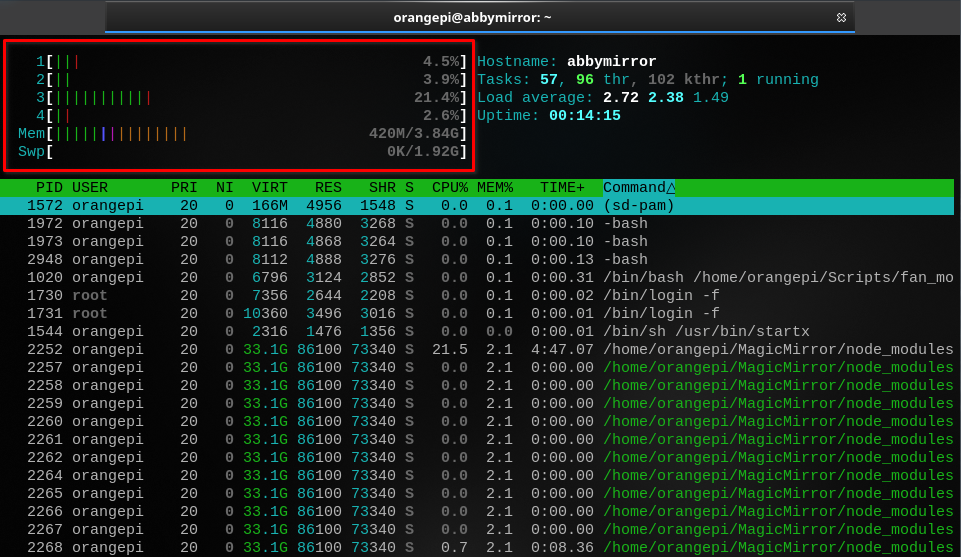 orangepi@abbymirror: ~
1[||| 4.5%] Hostname: abbymirror
2[|| 3.9%] Tasks: 57, 96 thr, 102 kthr; 1 running
3[||||||||||| 21.4%] Load average: 2.72 2.38 1.49
4[|| 2.6%] Uptime: 00:14:15
Mem[||||||||||||||| 420M/3.84G]
Swp[ 0K/1.92G]
PID USER PRI NI VIRT RES SHR S CPU% MEM% TIME+ Command△
1572 orangepi 20 0 166M 4956 1548 S 0.0 0.1 0:00.00 (sd-pam)
1972 orangepi 20 0 8116 4880 3268 S 0.0 0.1 0:00.10 -bash
1973 orangepi 20 0 8116 4868 3264 S 0.0 0.1 0:00.10 -bash
2948 orangepi 20 0 8112 4888 3276 S 0.0 0.1 0:00.13 -bash
1020 orangepi 20 0 6796 3124 2852 S 0.0 0.1 0:00.31 /bin/bash /home/orangepi/Scripts/fan_mo
1730 root 20 0 7356 2644 2208 S 0.0 0.1 0:00.02 /bin/login -f
1731 root 20 0 10360 3496 3016 S 0.0 0.1 0:00.01 /bin/login -f
1544 orangepi 20 0 2316 1476 1356 S 0.0 0.0 0:00.01 /bin/sh /usr/bin/startx
2252 orangepi 20 0 33.1G 86100 73340 S 21.5 2.1 4:47.07 /home/orangepi/MagicMirror/node_modules
2257 orangepi 20 0 33.1G 86100 73340 S 0.0 2.1 0:00.00 /home/orangepi/MagicMirror/node_modules
2258 orangepi 20 0 33.1G 86100 73340 S 0.0 2.1 0:00.00 /home/orangepi/MagicMirror/node_modules
2259 orangepi 20 0 33.1G 86100 73340 S 0.0 2.1 0:00.00 /home/orangepi/MagicMirror/node_modules
2260 orangepi 20 0 33.1G 86100 73340 S 0.0 2.1 0:00.00 /home/orangepi/MagicMirror/node_modules
2261 orangepi 20 0 33.1G 86100 73340 S 0.0 2.1 0:00.00 /home/orangepi/MagicMirror/node_modules
2262 orangepi 20 0 33.1G 86100 73340 S 0.0 2.1 0:00.00 /home/orangepi/MagicMirror/node_modules
2264 orangepi 20 0 33.1G 86100 73340 S 0.0 2.1 0:00.00 /home/orangepi/MagicMirror/node_modules
2265 orangepi 20 0 33.1G 86100 73340 S 0.0 2.1 0:00.00 /home/orangepi/MagicMirror/node_modules
2266 orangepi 20 0 33.1G 86100 73340 S 0.0 2.1 0:00.00 /home/orangepi/MagicMirror/node_modules
2267 orangepi 20 0 33.1G 86100 73340 S 0.0 2.1 0:00.00 /home/orangepi/MagicMirror/node_modules
2268 orangepi 20 0 33.1G 86100 73340 S 0.7 2.1 0:08.36 /home/orangepi/MagicMirror/node_modules